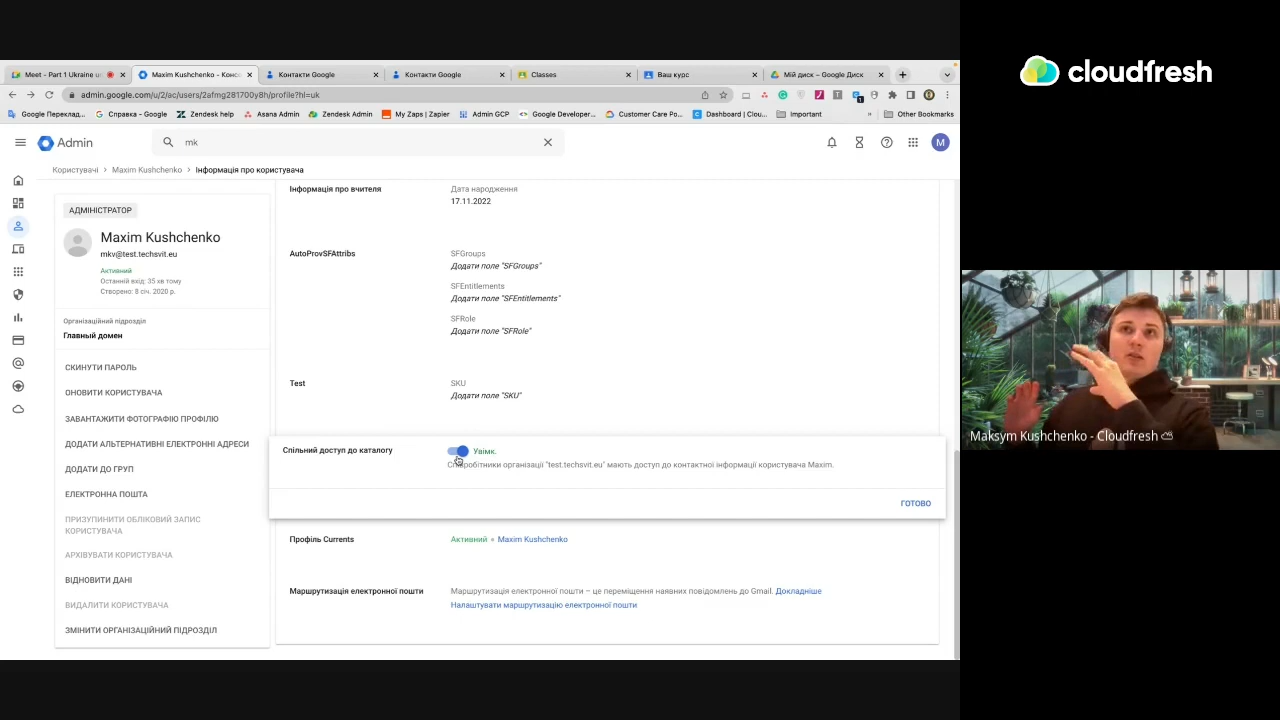 cloudfresh
Meet - Part 1 Ukraine u
Maxim Kushchenko - Консо
Контакти Google
Контакти Google
Classes
Ваш курс
Мій диск – Google Диск
admin.google.com/u/2/ac/users/2afmg281700y8h/profile?hl=uk
Google Переклад...
Справка – Google
Zendesk help
Asana Admin
Zendesk Admin
My Zaps | Zapier
Admin GCP
Google Developer...
Customer Care Po...
Dashboard | Clou...
Important
»
Other Bookmarks
Admin
mk
M
Користувачі > Maxim Kushchenko > Інформація про користувача
АДМІНІСТРАТОР
Maxim Kushchenko
mkv@test.techsvit.eu
Активний
Останній вхід: 35 хв тому
Створено: 8 січ. 2020 р.
Організаційний підрозділ
Главный домен
СКИНУТИ ПАРОЛЬ
ОНОВИТИ КОРИСТУВАЧА
ЗАВАНТАЖИТИ ФОТОГРАФІЮ ПРОФІЛЮ
ДОДАТИ АЛЬТЕРНАТИВНІ ЕЛЕКТРОННІ АДРЕСИ
ДОДАТИ ДО ГРУП
ЕЛЕКТРОННА ПОШТА
ПРИЗУПИНИТИ ОБЛІКОВИЙ ЗАПИС
КОРИСТУВАЧА
АРХІВУВАТИ КОРИСТУВАЧА
ВІДНОВИТИ ДАНІ
ВИДАЛИТИ КОРИСТУВАЧА
ЗМІНИТИ ОРГАНІЗАЦІЙНИЙ ПІДРОЗДІЛ
Інформація про вчителя
Дата народження
17.11.2022
AutoProvSFAttribs
SFGroups
Додати поле "SFGroups"
SFEntitlements
Додати поле "SFEntitlements"
SFRole
Додати поле "SFRole"
Test
SKU
Додати поле "SKU"
Спільний доступ до каталогу
Увімк.
Співробітники організації "test.techsvit.eu" мають доступ до контактної інформації користувача Maxim.
ГОТОВО
Профіль Currents
Активний • Maxim Kushchenko
Маршрутизація електронної пошти
Маршрутизація електронної пошти – це переміщення наявних повідомлень до Gmail. Докладніше
Налаштувати маршрутизацію електронної пошти
Maksym Kushchenko - Cloudfresh